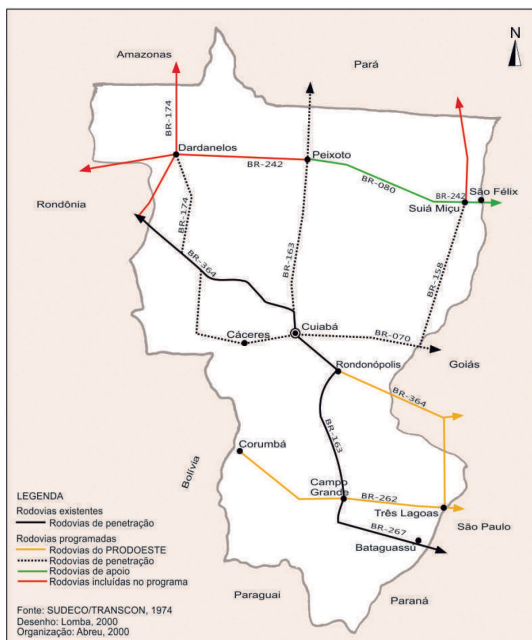 N
Amazonas
Pará
BR-174
Dardanelos
Peixoto
BR-242
BR-080
BR-242
São Félix
Suiá Miçu
Rondônia
BR-174
BR-163
BR-158
BR-364
Cuiabá
Cáceres
BR-070
Goiás
Rondonópolis
BR-364
BR-163
Corumbá
Bolívia
Campo
Grande
BR-262
Três Lagoas
São Paulo
BR-267
Bataguassu
Paraguai
Paraná
LEGENDA
Rodovias existentes
Rodovias de penetração
Rodovias programadas
Rodovias do PRODOESTE
Rodovias de penetração
Rodovias de apoio
Rodovias incluídas no programa
Fonte: SUDECO/TRANSCON, 1974
Desenho: Lomba, 2000
Organização: Abreu, 2000